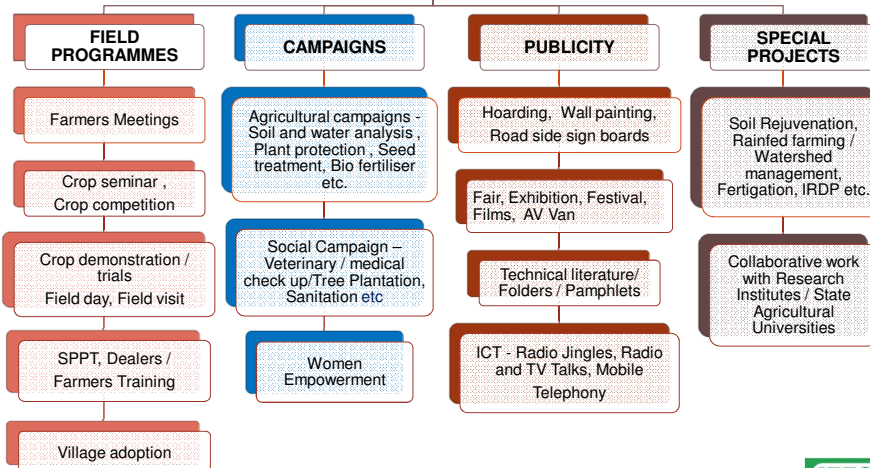 FIELD
PROGRAMMES
Farmers Meetings
Crop seminar ,
Crop competition
Crop demonstration /
trials
Field day, Field visit
SPPT, Dealers /
Farmers Training
Village adoption
CAMPAIGNS
Agricultural campaigns -
Soil and water analysis ,
Plant protection , Seed
treatment, Bio fertiliser
etc.
Social Campaign –
Veterinary / medical
check up/Tree Plantation,
Sanitation etc
Women
Empowerment
PUBLICITY
Hoarding, Wall painting,
Road side sign boards
Fair, Exhibition, Festival,
Films, AV Van
Technical literature/
Folders / Pamphlets
ICT - Radio Jingles, Radio
and TV Talks, Mobile
Telephony
SPECIAL
PROJECTS
Soil Rejuvenation,
Rainfed farming /
Watershed
management,
Fertigation, IRDP etc.
Collaborative work
with Research
Institutes / State
Agricultural
Universities